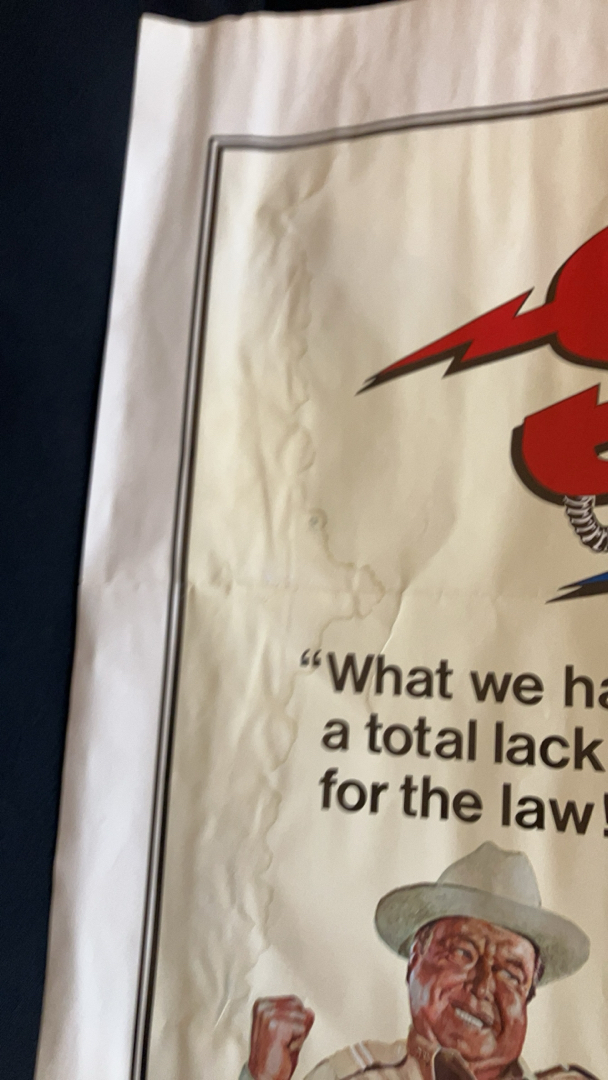 “What we ha
a total lack
for the law!